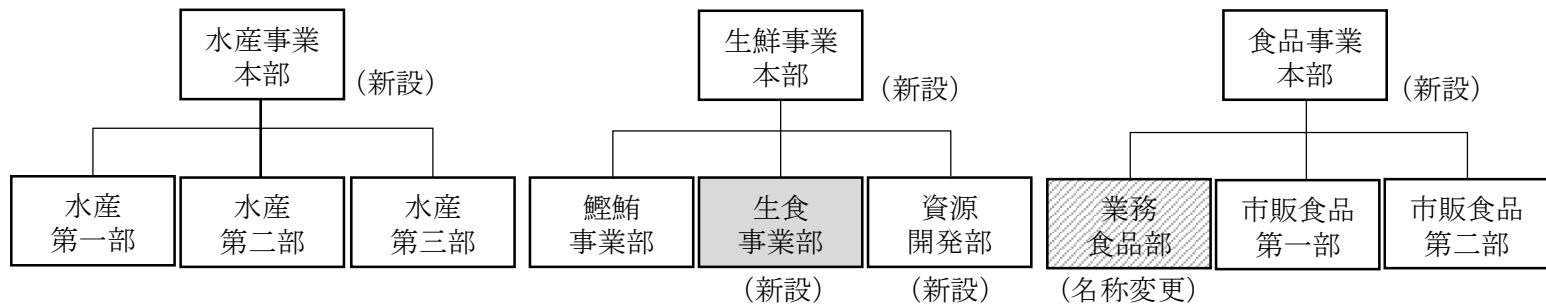 水産事業
本部
(新設)
生鮮事業
本部
(新設)
食品事業
本部
(新設)
水産
第一部
水産
第二部
水産
第三部
鰹鮪
事業部
生食
事業部
(新設)
資源
開発部
(新設)
業務
食品部
(名称変更)
市販食品
第一部
市販食品
第二部